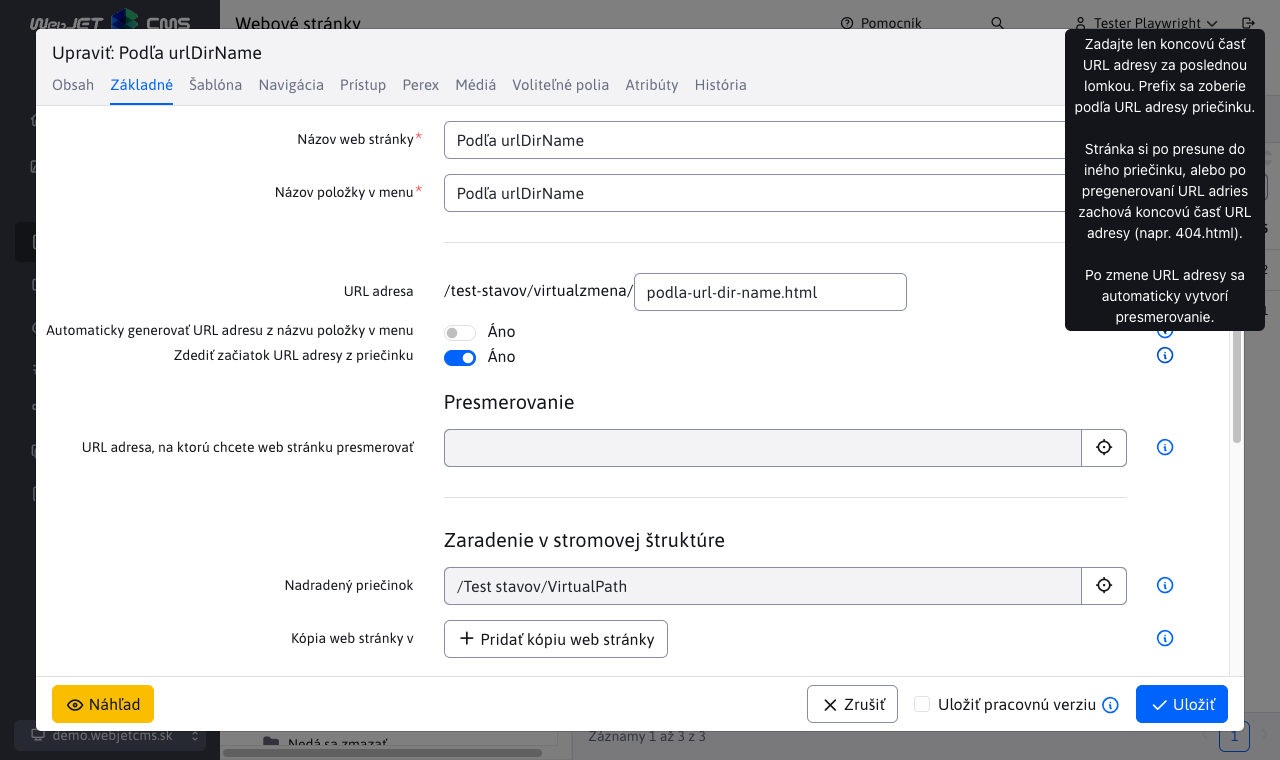 WebJET CMS
Webové stránky
Pomocník
Tester Playwright
Upraviť: Podľa urlDirName
Obsah Základné Šablóna Navigácia Prístup Perex Médiá Voliteľné polia Atribúty História
Zadajte len koncovú časť
URL adresy za poslednou
lomkou. Prefix sa zoberie
podľa URL adresy priečinku.
Stránka si po presune do
iného priečinku, alebo po
pregenerovaní URL adries
zachová koncovú časť URL
adresy (napr. 404.html).
Po zmene URL adresy sa
automaticky vytvorí
presmerovanie.
Názov web stránky* Podľa urlDirName
Názov položky v menu* Podľa urlDirName
URL adresa /test-stavov/virtualzmena/ podla-url-dir-name.html
Automaticky generovať URL adresu z názvu položky v menu Áno
Zdediť začiatok URL adresy z priečinku Áno
Presmerovanie
URL adresa, na ktorú chcete web stránku presmerovať
Zaradenie v stromovej štruktúre
Nadradený priečinok /Test stavov/VirtualPath
Kópia web stránky v Pridať kópiu web stránky
Náhľad Zrušiť Uložiť pracovnú verziu Uložiť
demo.webjetcms.sk
Nedá sa zmazať
Záznamy 1 až 3 z 3
1